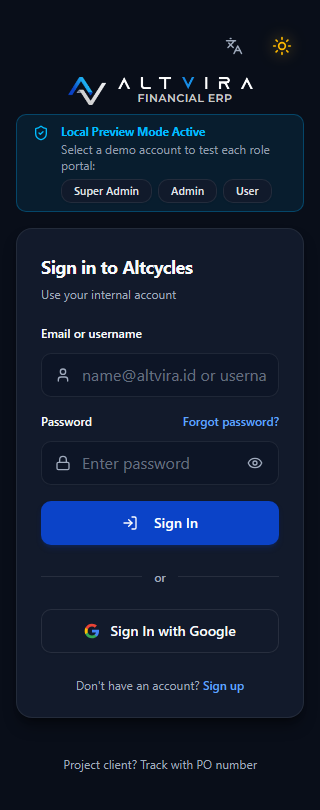 ALTVIRA
FINANCIAL ERP
Local Preview Mode Active
Select a demo account to test each role
portal:
Super Admin
Admin
User
Sign in to Altcycles
Use your internal account
Email or username
name@altvira.id or userna
Password
Forgot password?
Enter password
Sign In
or
Sign In with Google
Don't have an account? Sign up
Project client? Track with PO number